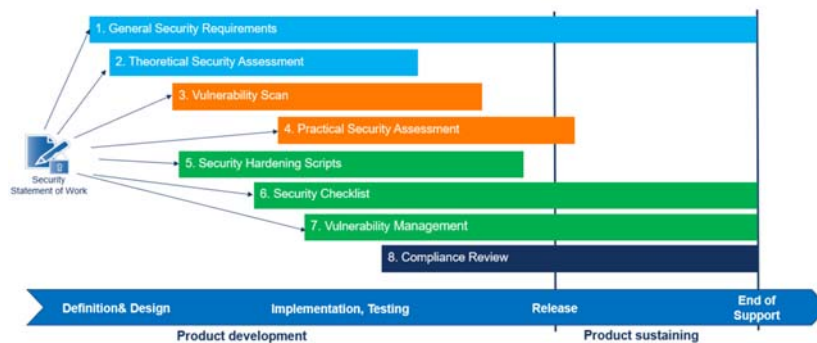 1. General Security Requirements
2. Theoretical Security Assessment
3. Vulnerability Scan
4. Practical Security Assessment
Security
Statement of Work
5. Security Hardening Scripts
6. Security Checklist
7. Vulnerability Management
8. Compliance Review
Definition& Design
Implementation, Testing
Release
End of
Support
Product development
Product sustaining